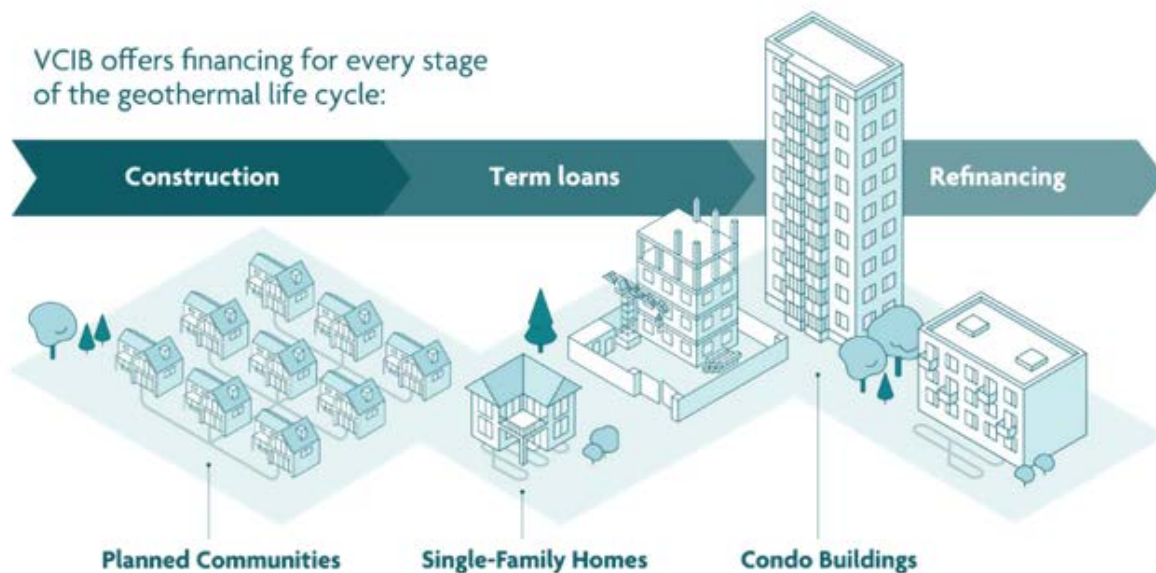 VCIB offers financing for every stage
of the geothermal life cycle:
Construction
Term loans
Refinancing
Planned Communities
Single-Family Homes
Condo Buildings